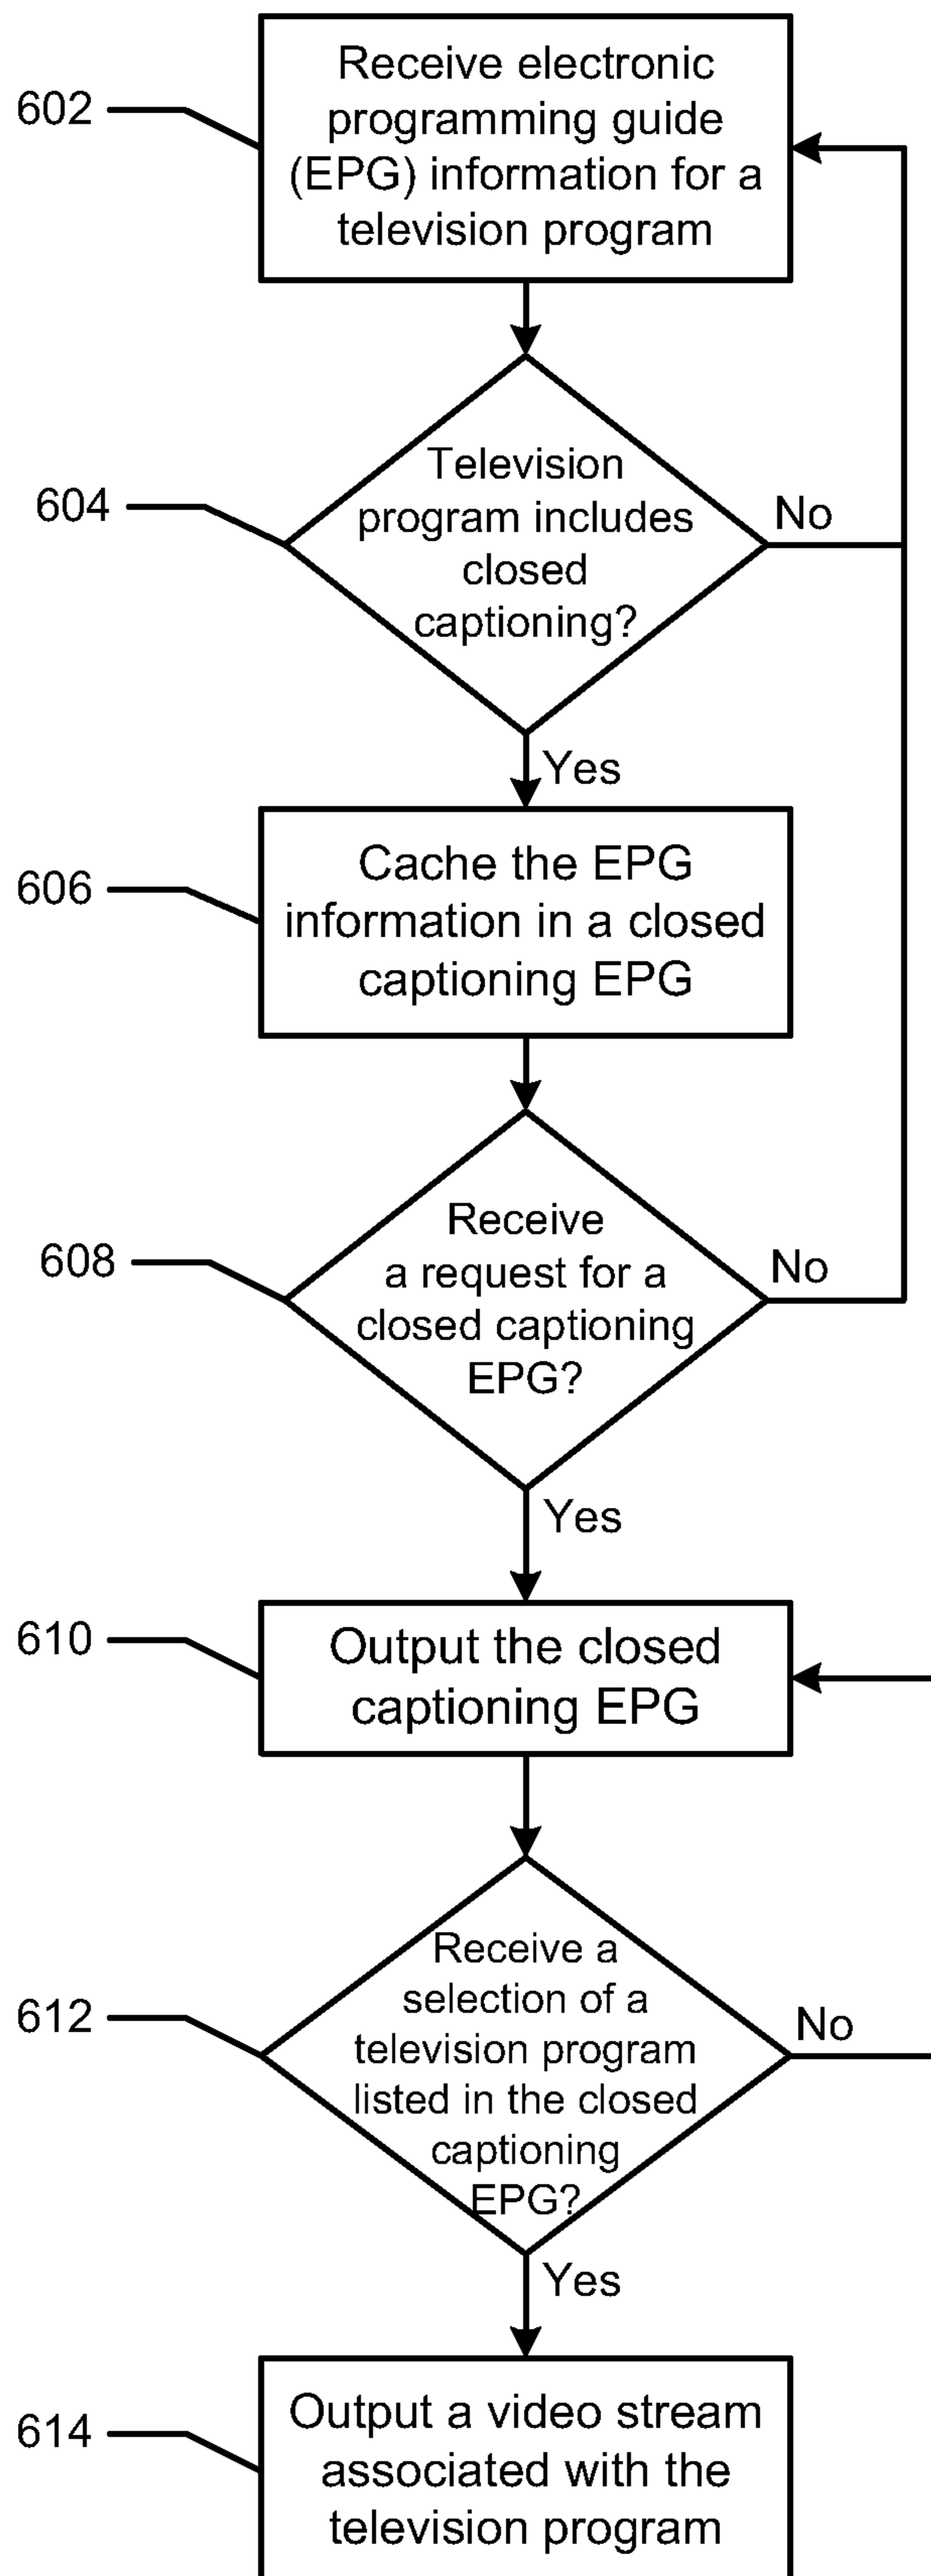 602
Receive electronic
programming guide
(EPG) information for a
television program
604
Television
program includes
closed
captioning?
No
Yes
606
Cache the EPG
information in a closed
captioning EPG
608
Receive
a request for a
closed captioning
EPG?
No
Yes
610
Output the closed
captioning EPG
612
Receive a
selection of a
television program
listed in the closed
captioning
EPG?
No
Yes
614
Output a video stream
associated with the
television program